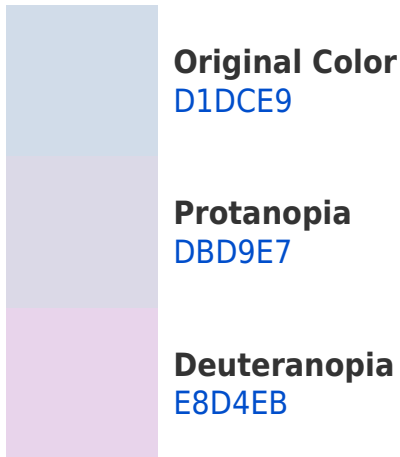 Original Color
D1DCE9
Protanopia
DBD9E7
Deuteranopia
E8D4EB